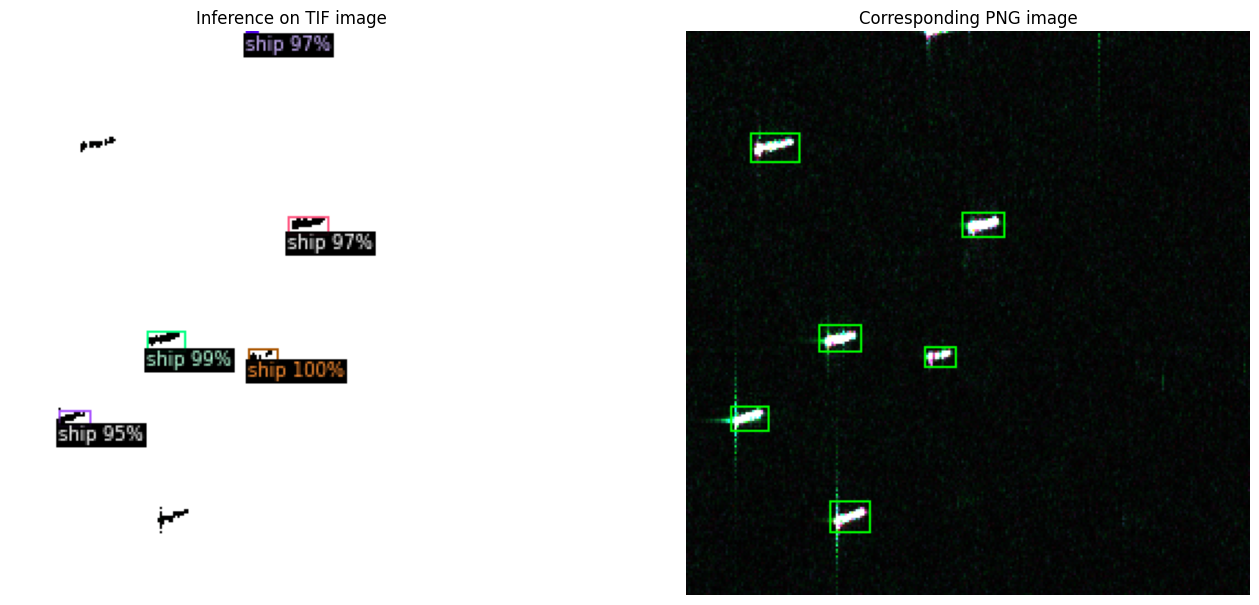 Inference on TIF image
Corresponding PNG image
ship 97%
ship 97%
ship 99%
ship 100%
ship 95%